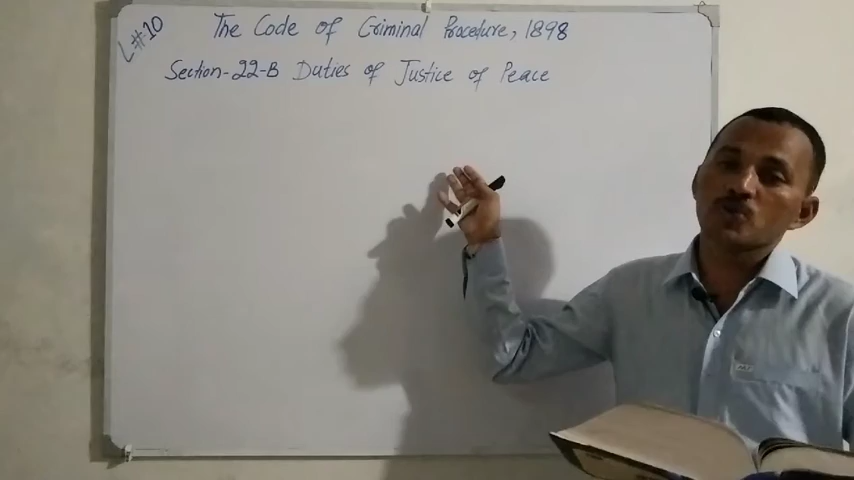 L#10
The Code of Criminal Procedure, 1898
Section-22-B Duties of Justice of Peace